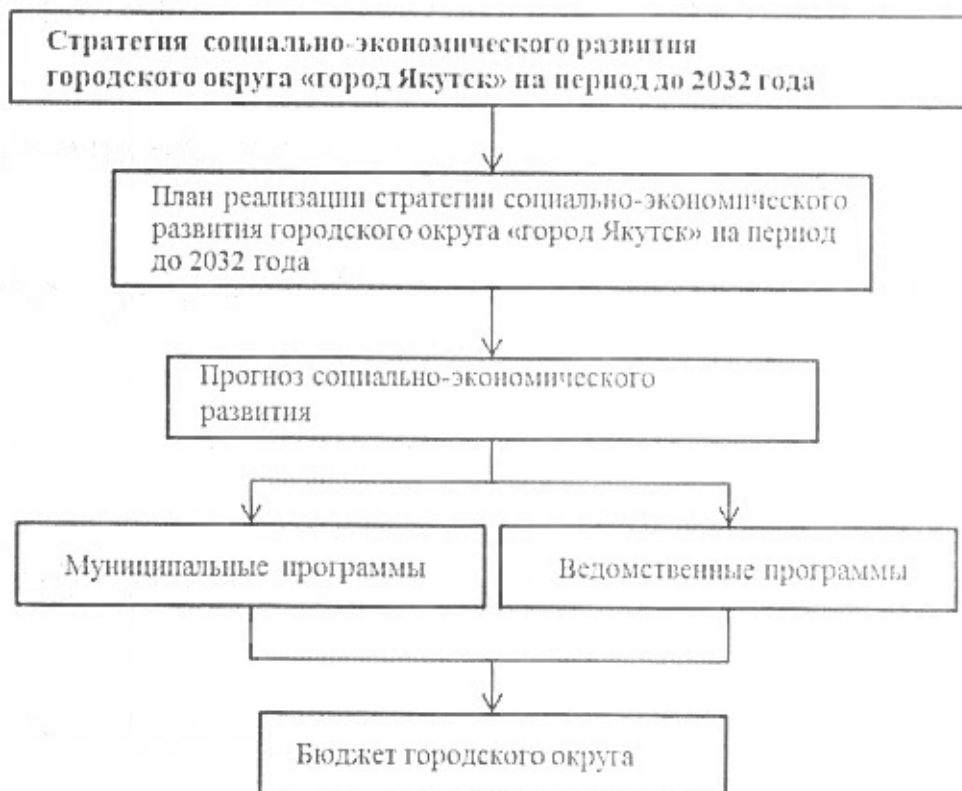 Стратегия социально-экономического развития
городского округа «город Якутск» на период до 2032 года
План реализации стратегии социально-экономического
развития городского округа «город Якутск» на период
до 2032 года
Прогноз социально-экономического
развития
Муниципальные программы
Ведомственные программы
Бюджет городского округа